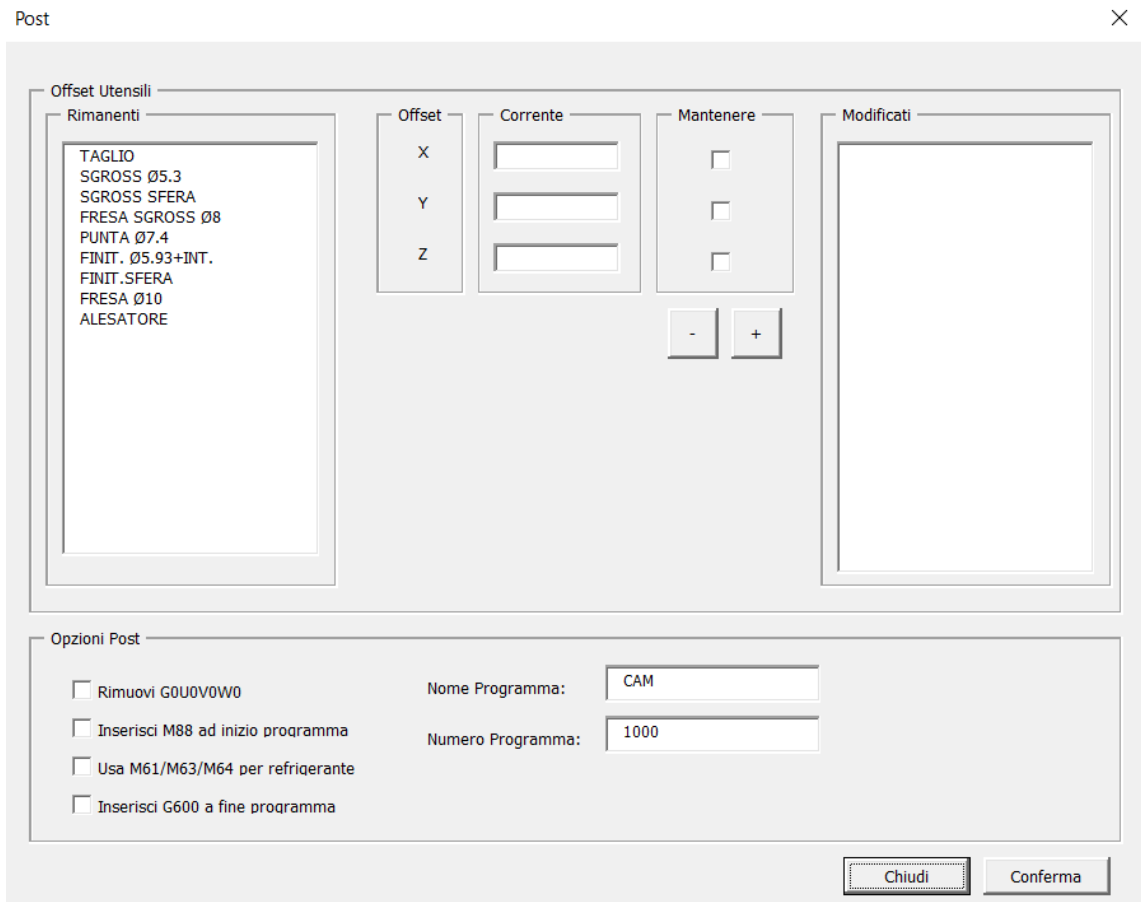 Post
Offset Utensili
Rimanenti
TAGLIO
SGROSS Ø5.3
SGROSS SFERA
FRESA SGROSS Ø8
PUNTA Ø7.4
FINIT. Ø5.93+INT.
FINIT.SFERA
FRESA Ø10
ALESATORE
Offset
X
Y
Z
Corrente
Mantenere
-
+
Modificati
Opzioni Post
Rimuovi G0U0V0W0
Inserisci M88 ad inizio programma
Usa M61/M63/M64 per refrigerante
Inserisci G600 a fine programma
Nome Programma:
CAM
Numero Programma:
1000
Chiudi
Conferma